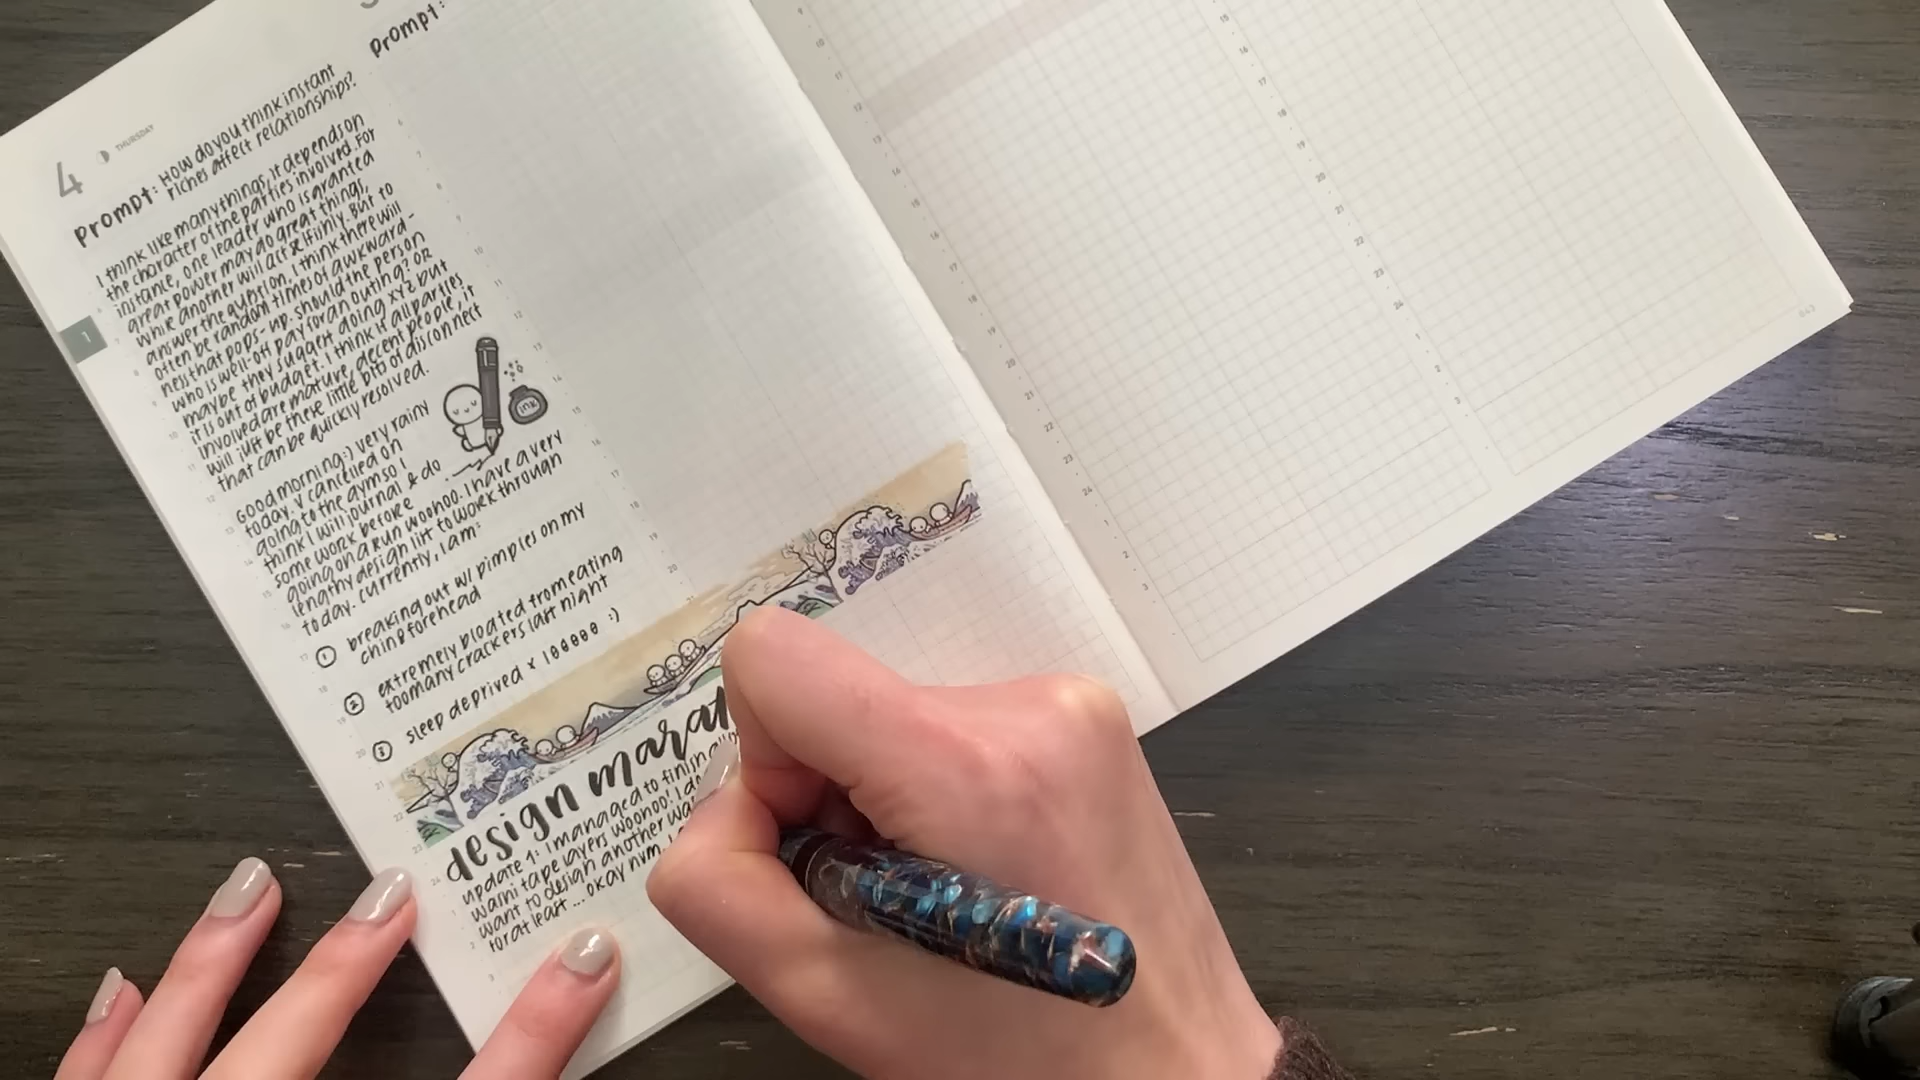 4 THURSDAY
Prompt: How do you think instant
riches affect relationships?
I think like many things, it depends on
the character of the parties involved. For
instance, one leader who is granted
great power may do great things,
while another will act selfishly. But to
answer the question, I think there will
often be random times of awkward-
ness that pops-up. should the person
who is well-off pay for an outing? or
maybe they suggest doing xyz but
it is out of budget. I think if all parties
involved are mature, decent people, it
will just be these little bits of disconnect
that can be quickly resolved.
ink
Good morning:) very rainy
today. V cancelled on
going to the gym so I
think I will journal & do
some work before
going on a run woohoo. I have a very
lengthy design list to work through
today. currently, I am:
1 breaking out w/ pimples on my
chin & forehead
2 extremely bloated from eating
too many crackers last night
3 sleep deprived x 100000 :)
design marat
update 1: I managed to finish all
washi tape layers woohoo! I
want to design another
for at least ... okay nvm.
Prompt:
1